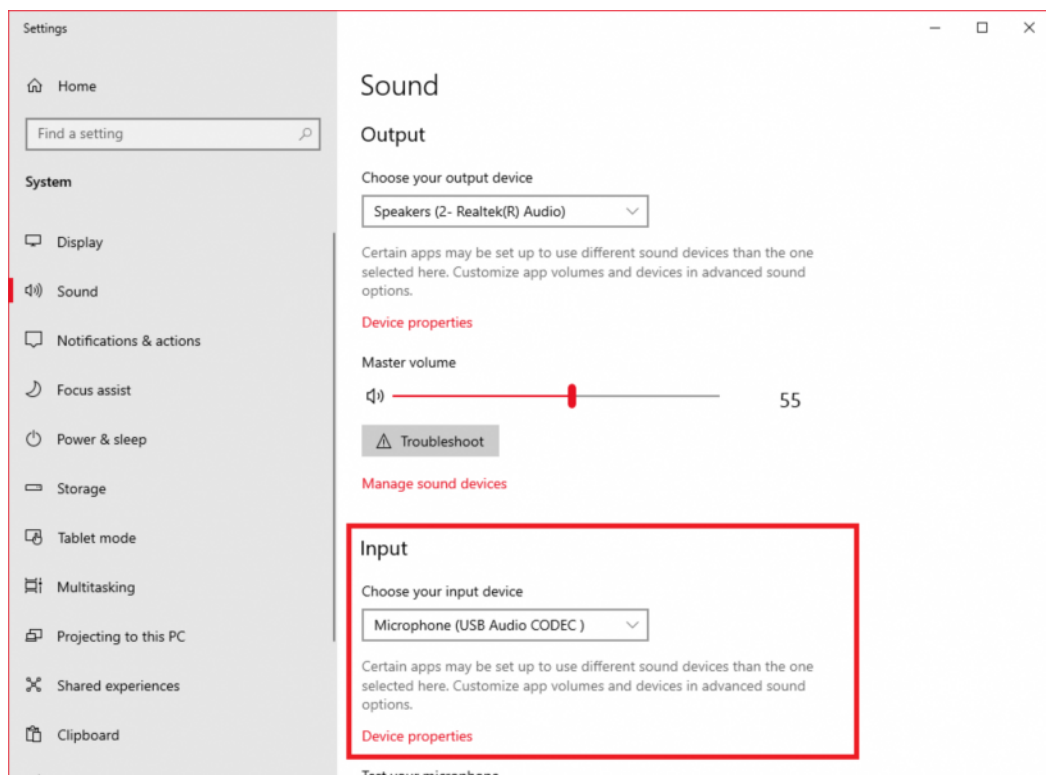 Settings
Home
Find a setting
System
Display
Sound
Notifications & actions
Focus assist
Power & sleep
Storage
Tablet mode
Multitasking
Projecting to this PC
Shared experiences
Clipboard
Sound
Output
Choose your output device
Speakers (2- Realtek(R) Audio)
Certain apps may be set up to use different sound devices than the one
selected here. Customize app volumes and devices in advanced sound
options.
Device properties
Master volume
55
Troubleshoot
Manage sound devices
Input
Choose your input device
Microphone (USB Audio CODEC )
Certain apps may be set up to use different sound devices than the one
selected here. Customize app volumes and devices in advanced sound
options.
Device properties
Test your microphone